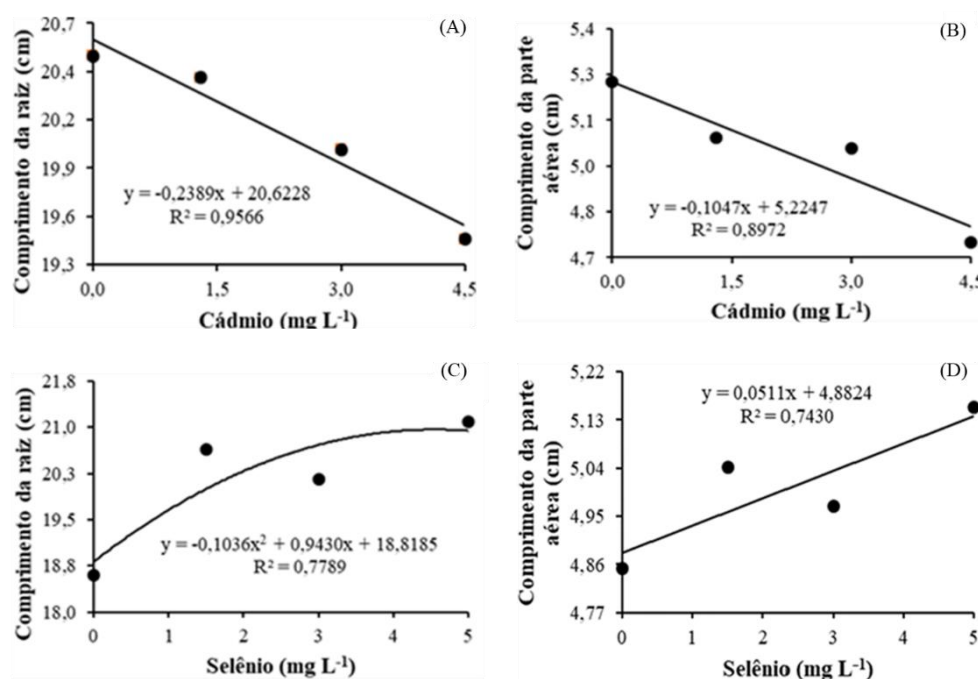 (A)
Comprimento da raiz (cm)
20,7
20,4
20,2
19,9
19,6
19,3
y = -0,2389x + 20,6228
R² = 0,9566
0,0 1,5 3,0 4,5
Cádmio (mg L⁻¹)
(B)
Comprimento da parte
aérea (cm)
5,4
5,3
5,1
5,0
4,8
4,7
y = -0,1047x + 5,2247
R² = 0,8972
0,0 1,5 3,0 4,5
Cádmio (mg L⁻¹)
(C)
Comprimento da raiz (cm)
21,8
21,0
20,3
19,5
18,8
18,0
y = -0,1036x² + 0,9430x + 18,8185
R² = 0,7789
0 1 3 4 5
Selênio (mg L⁻¹)
(D)
Comprimento da parte
aérea (cm)
5,22
5,13
5,04
4,95
4,86
4,77
y = 0,0511x + 4,8824
R² = 0,7430
0 1 2 3 4 5
Selênio (mg L⁻¹)